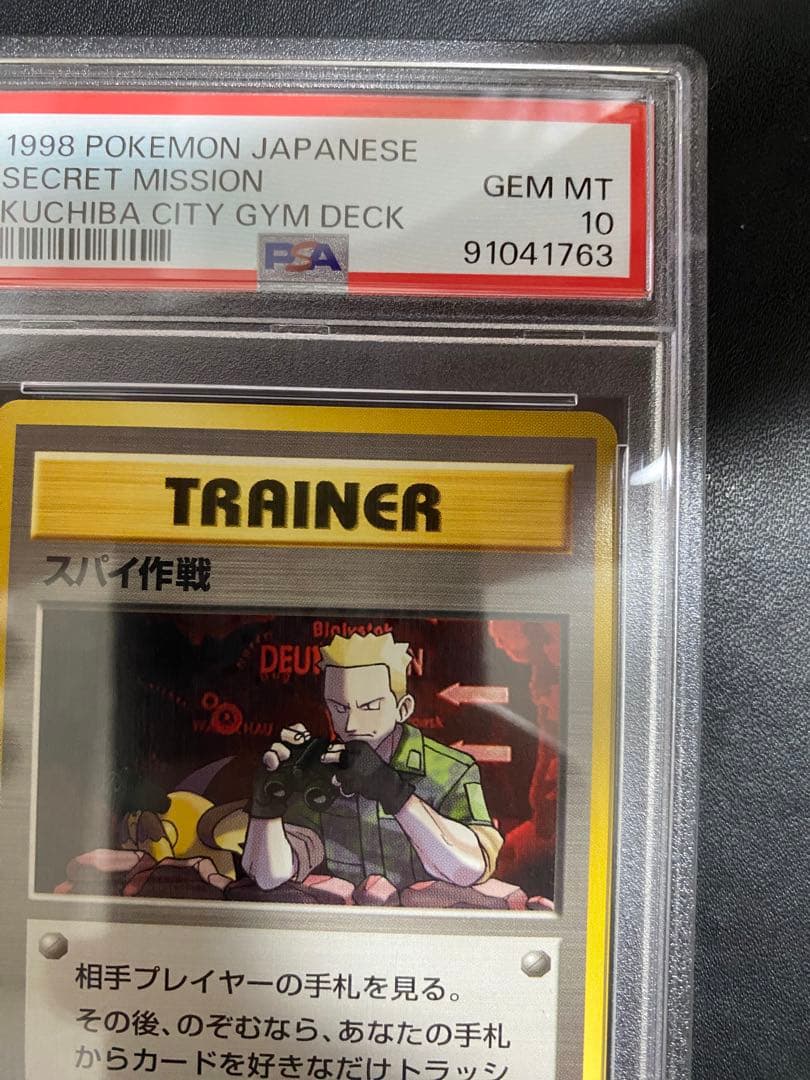 1998 POKEMON JAPANESE
SECRET MISSION
KUCHIBA CITY GYM DECK
GEM MT
10
91041763
PSA
TRAINER
スパイ作戦
相手プレイヤーの手札を見る。
その後、のぞむなら、あなたの手札
からカードを好きなだけトラッシ